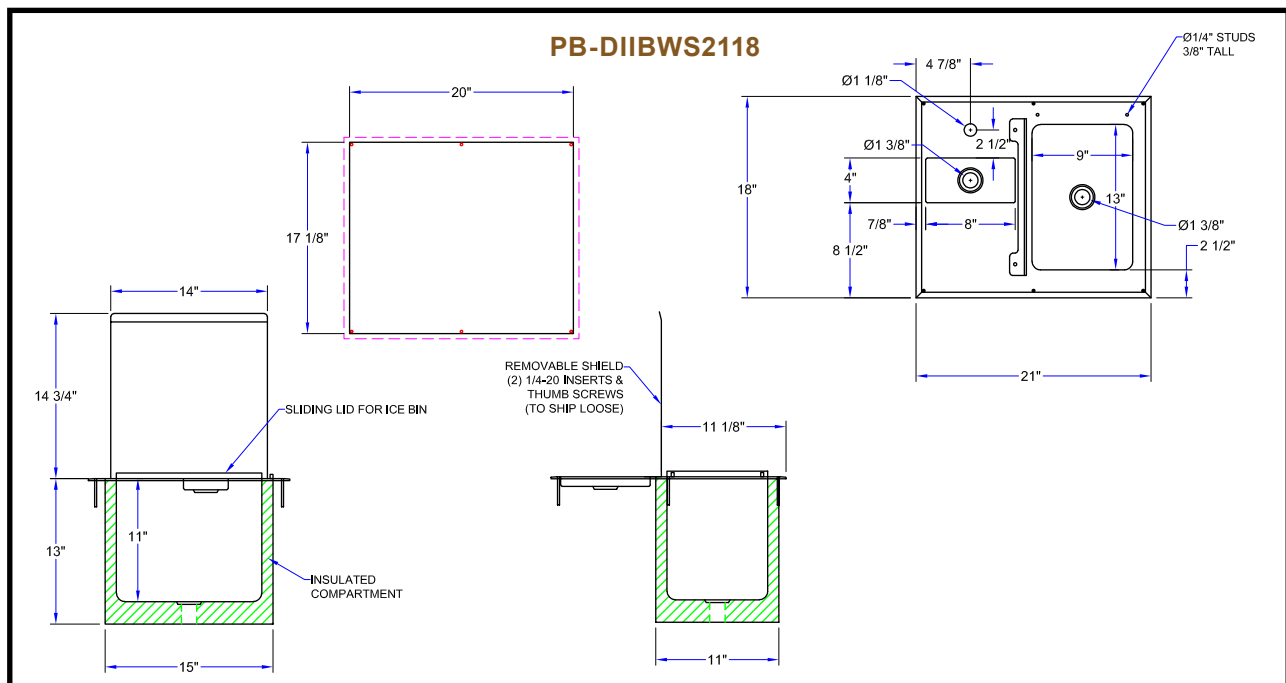 PB-DIIBWS2118
Ø1/4" STUDS
3/8" TALL
4 7/8"
Ø1 1/8"
20"
2 1/2"
Ø1 3/8"
9"
4"
18"
13"
17 1/8"
7/8"
8"
Ø1 3/8"
8 1/2"
2 1/2"
14"
21"
REMOVABLE SHIELD
(2) 1/4-20 INSERTS &
THUMB SCREWS
(TO SHIP LOOSE)
14 3/4"
SLIDING LID FOR ICE BIN
11 1/8"
11"
13"
INSULATED
COMPARTMENT
15"
11"